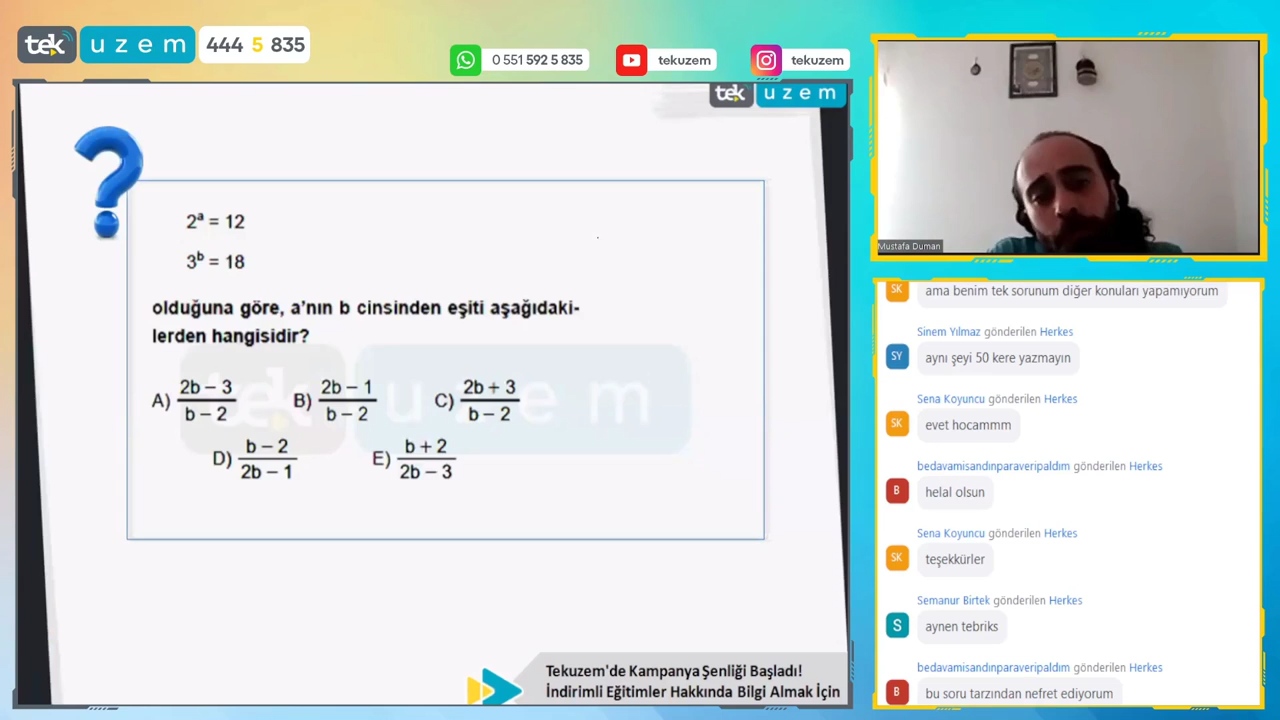 tek uzem 444 5 835
0 551 592 5 835
tekuzem
tekuzem
tek uzem
2ᵃ = 12
3ᵇ = 18
olduğuna göre, a'nın b cinsinden eşiti aşağıdaki-
lerden hangisidir?
A) (2b − 3)/(b − 2) B) (2b − 1)/(b − 2) C) (2b + 3)/(b − 2)
D) (b − 2)/(2b − 1) E) (b + 2)/(2b − 3)
tek uzem
Tekuzem'de Kampanya Şenliği Başladı!
İndirimli Eğitimler Hakkında Bilgi Almak İçin
Mustafa Duman
SK ama benim tek sorunum diğer konuları yapamıyorum
Sinem Yılmaz gönderilen Herkes
SY aynı şeyi 50 kere yazmayın
Sena Koyuncu gönderilen Herkes
SK evet hocammm
bedavamisandınparaveripaldım gönderilen Herkes
B helal olsun
Sena Koyuncu gönderilen Herkes
SK teşekkürler
Semanur Birtek gönderilen Herkes
S aynen tebriks
bedavamisandınparaveripaldım gönderilen Herkes
B bu soru tarzından nefret ediyorum